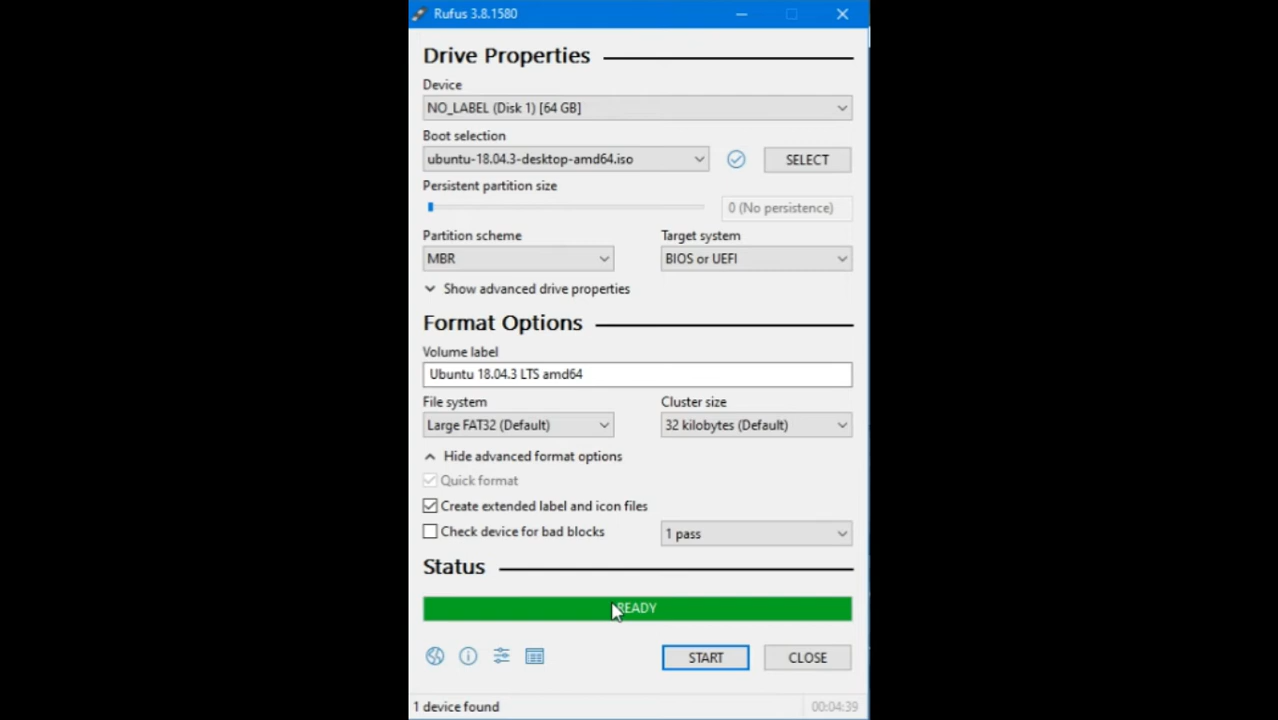 Rufus 3.8.1580
Drive Properties
Device
NO_LABEL (Disk 1) [64 GB]
Boot selection
ubuntu-18.04.3-desktop-amd64.iso
SELECT
Persistent partition size
0 (No persistence)
Partition scheme
Target system
MBR
BIOS or UEFI
Show advanced drive properties
Format Options
Volume label
Ubuntu 18.04.3 LTS amd64
File system
Cluster size
Large FAT32 (Default)
32 kilobytes (Default)
Hide advanced format options
Quick format
Create extended label and icon files
Check device for bad blocks
1 pass
Status
READY
START
CLOSE
1 device found
00:04:39